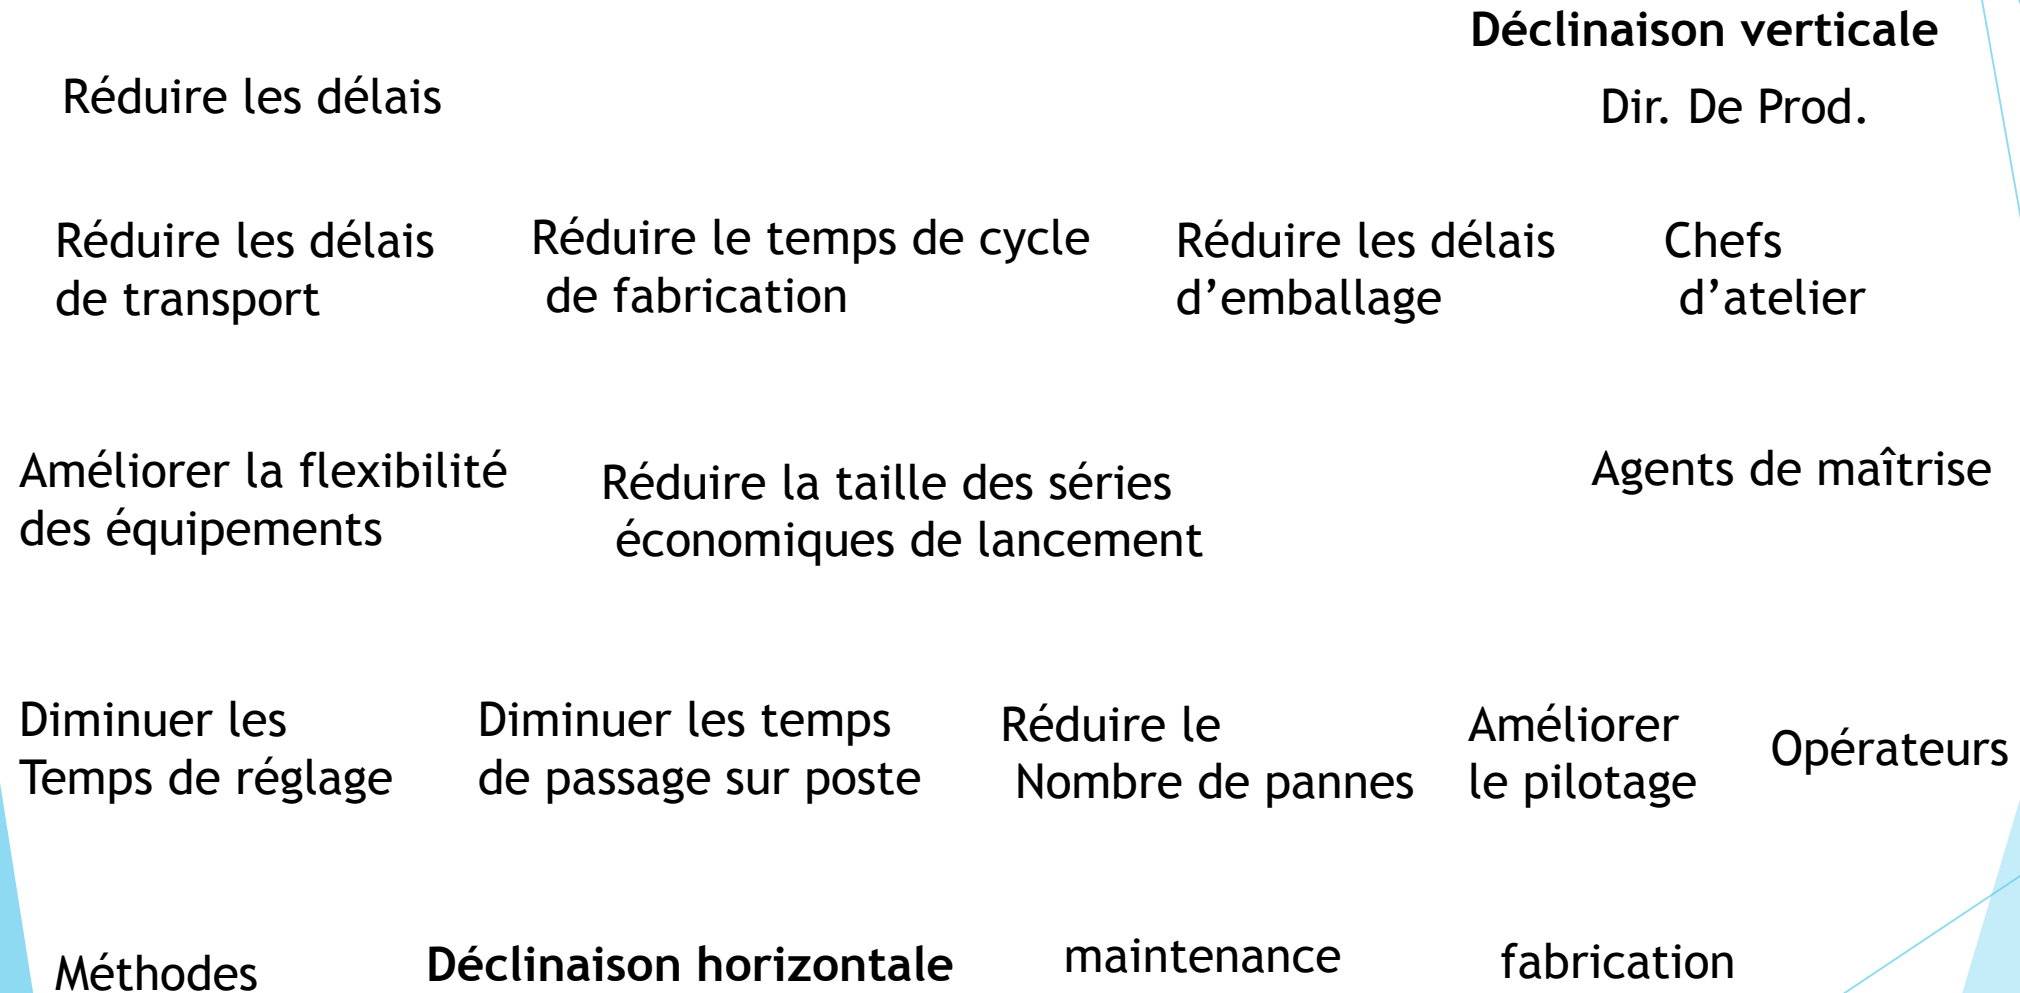 Déclinaison verticale
Réduire les délais
Dir. De Prod.
Réduire les délais
de transport
Réduire le temps de cycle
de fabrication
Réduire les délais
d’emballage
Chefs
d’atelier
Améliorer la flexibilité
des équipements
Réduire la taille des séries
économiques de lancement
Agents de maîtrise
Diminuer les
Temps de réglage
Diminuer les temps
de passage sur poste
Réduire le
Nombre de pannes
Améliorer
le pilotage
Opérateurs
Méthodes
Déclinaison horizontale
maintenance
fabrication